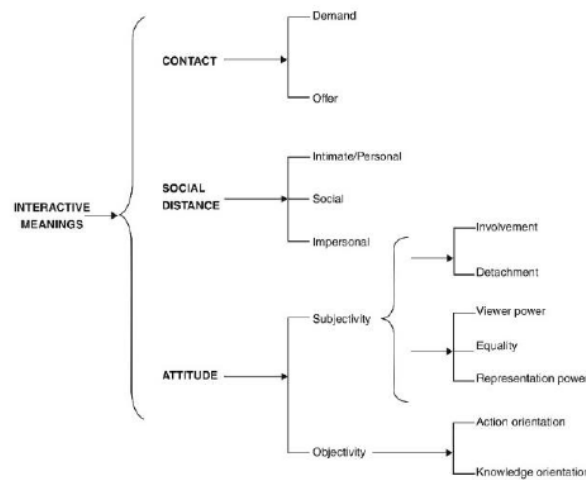 INTERACTIVE
MEANINGS
CONTACT
Demand
Offer
SOCIAL
DISTANCE
Intimate/Personal
Social
Impersonal
ATTITUDE
Subjectivity
Involvement
Detachment
Viewer power
Equality
Representation power
Objectivity
Action orientation
Knowledge orientation